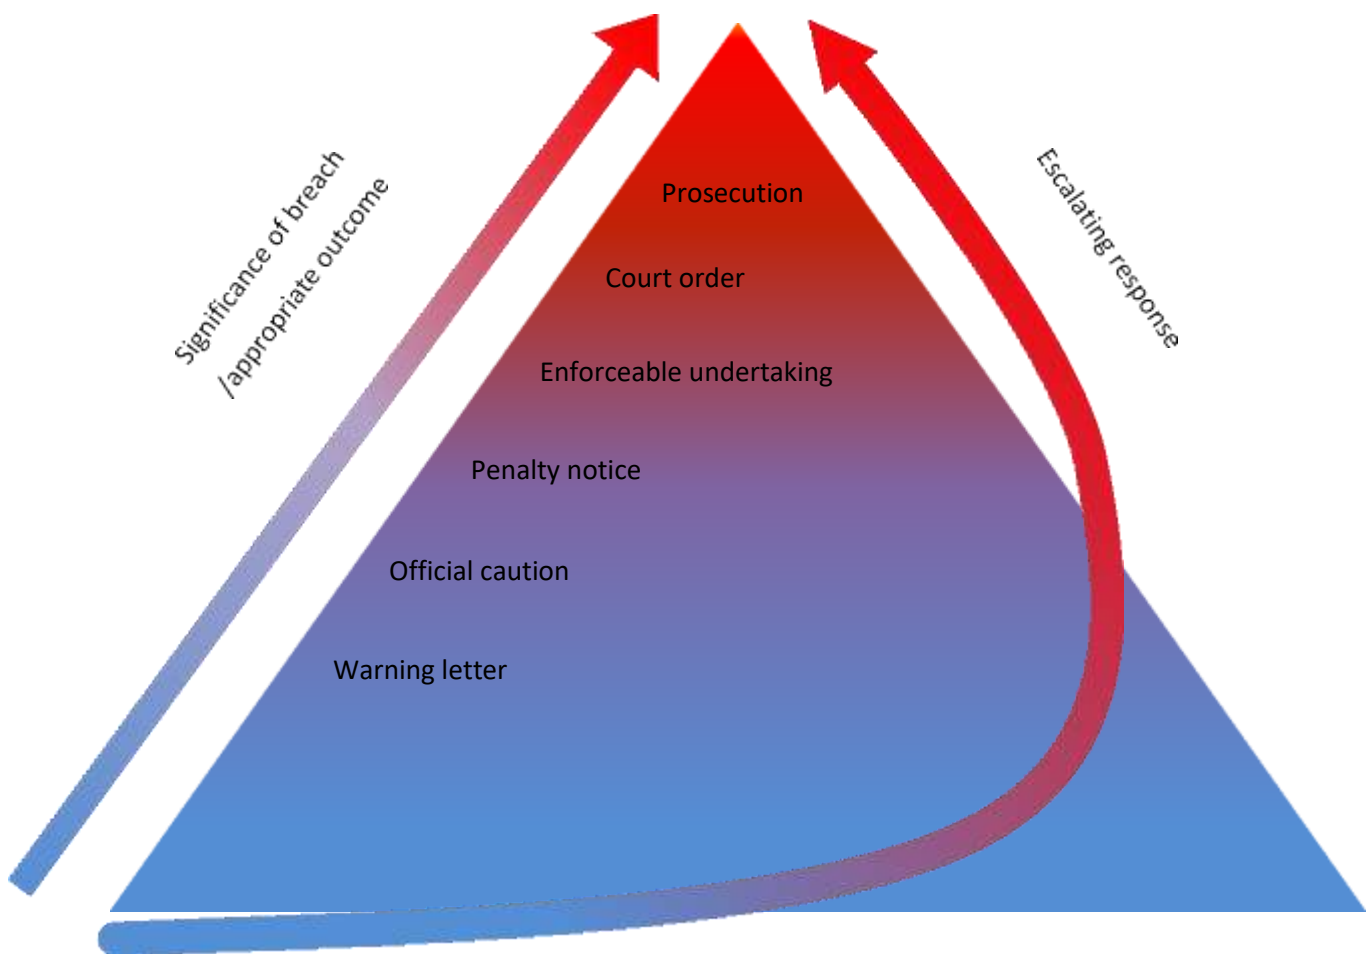 Significance of breach
/appropriate outcome
Escalating response
Prosecution
Court order
Enforceable undertaking
Penalty notice
Official caution
Warning letter